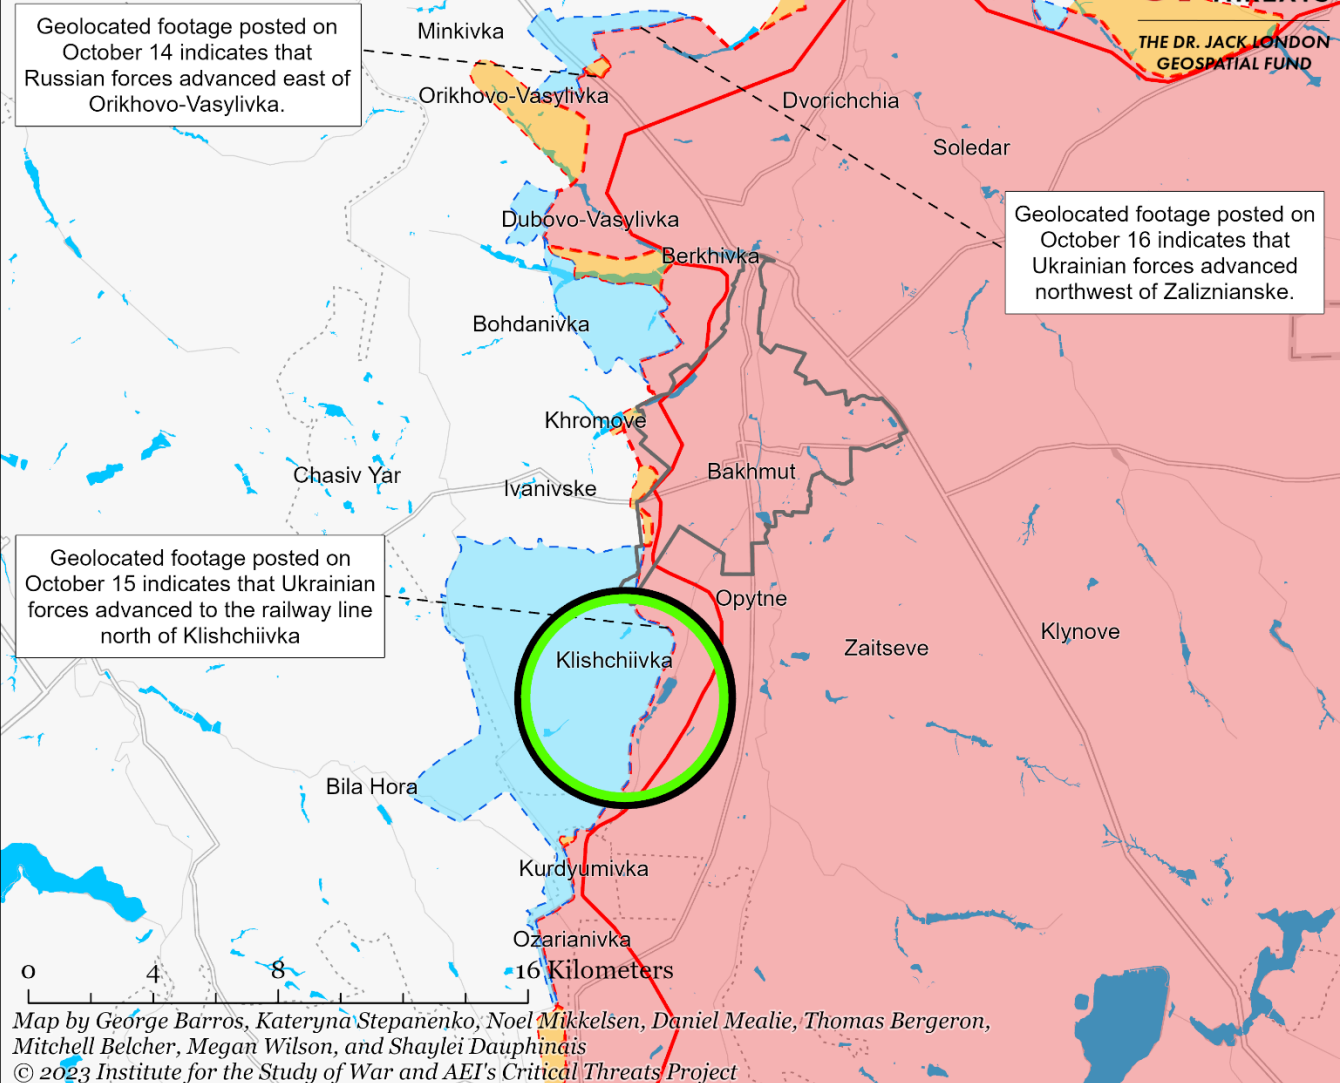 Geolocated footage posted on
October 14 indicates that
Russian forces advanced east of
Orikhovo-Vasylivka.
Minkivka
THE DR. JACK LONDON
GEOSPATIAL FUND
Orikhovo-Vasylivka
Dvorichchia
Soledar
Geolocated footage posted on
October 16 indicates that
Ukrainian forces advanced
northwest of Zaliznianske.
Dubovo-Vasylivka
Berkhivka
Bohdanivka
Khromove
Chasiv Yar
Ivanivske
Bakhmut
Geolocated footage posted on
October 15 indicates that Ukrainian
forces advanced to the railway line
north of Klishchiivka
Opytne
Klishchiivka
Zaitseve
Klynove
Bila Hora
Kurdyumivka
Ozarianivka
0 4 8 16 Kilometers
Map by George Barros, Kateryna Stepanenko, Noel Mikkelsen, Daniel Mealie, Thomas Bergeron,
Mitchell Belcher, Megan Wilson, and Shaylei Dauphinais
© 2023 Institute for the Study of War and AEI's Critical Threats Project